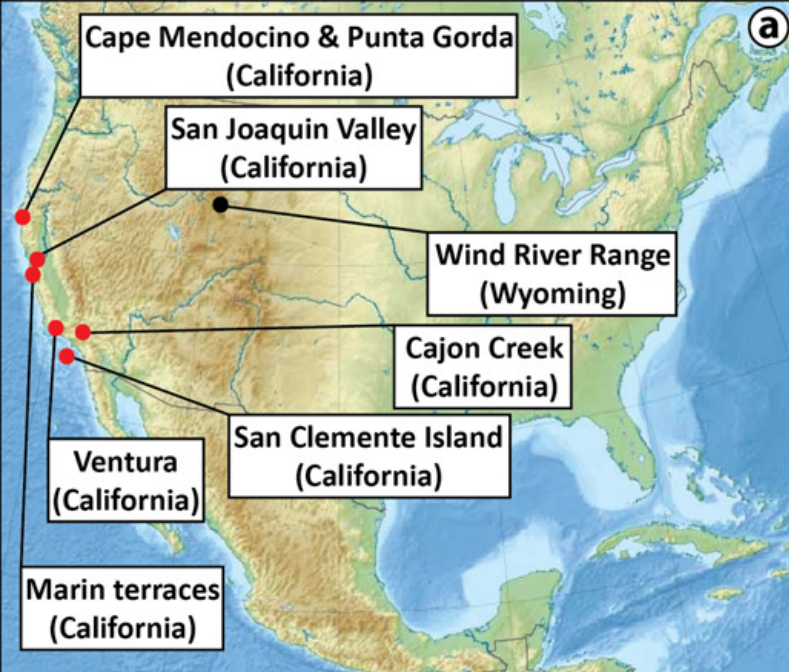 a
Cape Mendocino & Punta Gorda
(California)
San Joaquin Valley
(California)
Wind River Range
(Wyoming)
Cajon Creek
(California)
San Clemente Island
(California)
Ventura
(California)
Marin terraces
(California)